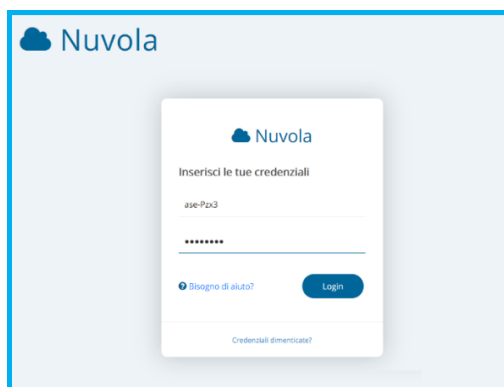 Nuvola
Nuvola
Inserisci le tue credenziali
ase-Pzx3
••••••••
Bisogno di aiuto?
Login
Credenziali dimenticate?